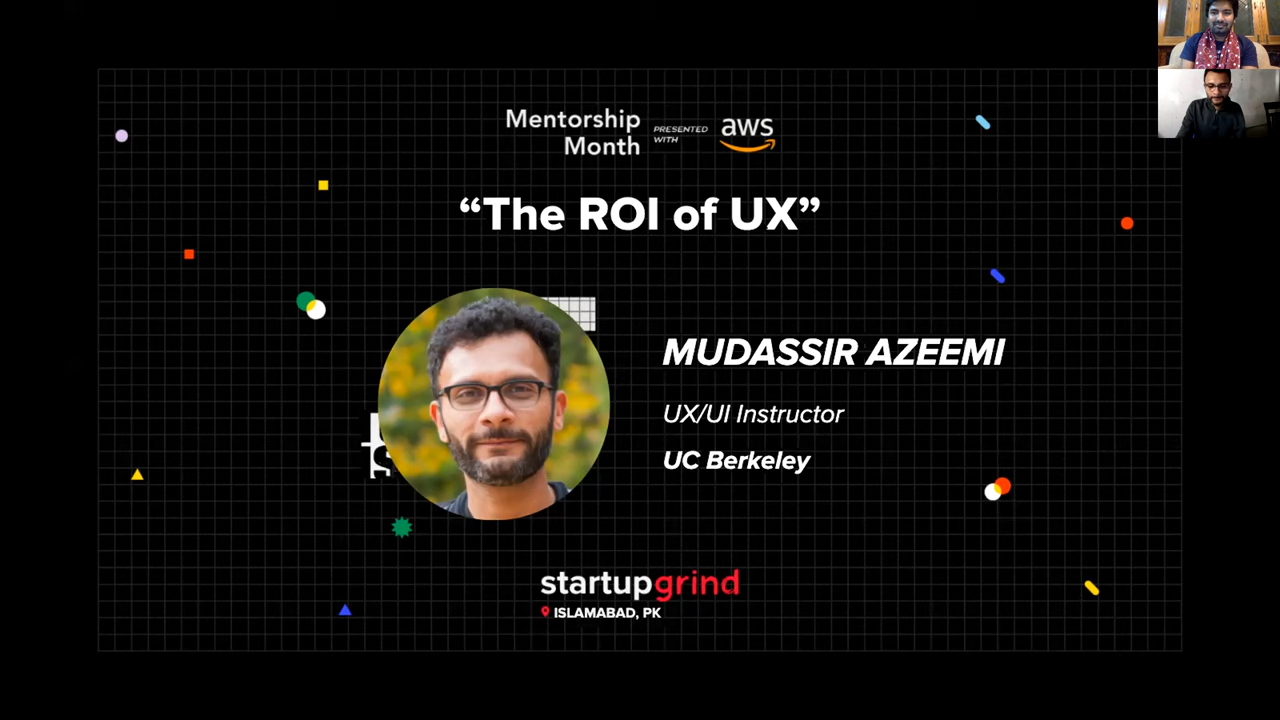 Mentorship
Month
PRESENTED
WITH
aws
“The ROI of UX”
MUDASSIR AZEEMI
UX/UI Instructor
UC Berkeley
startupgrind
ISLAMABAD, PK